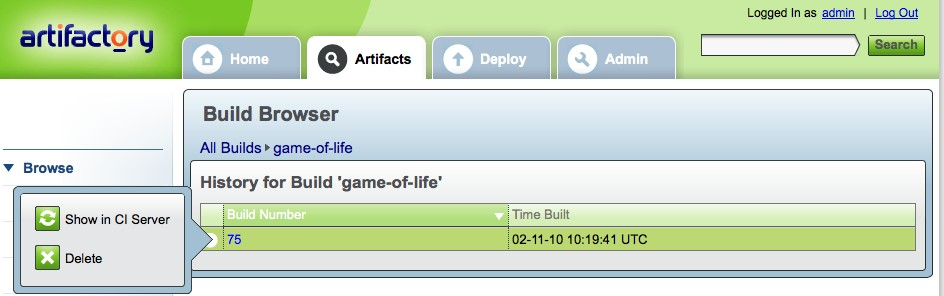 artifactory
Logged In as admin | Log Out
Home
Artifacts
Deploy
Admin
Search
Build Browser
All Builds ▸ game-of-life
Browse
History for Build 'game-of-life'
Build Number
Time Built
75
02-11-10 10:19:41 UTC
Show in CI Server
Delete